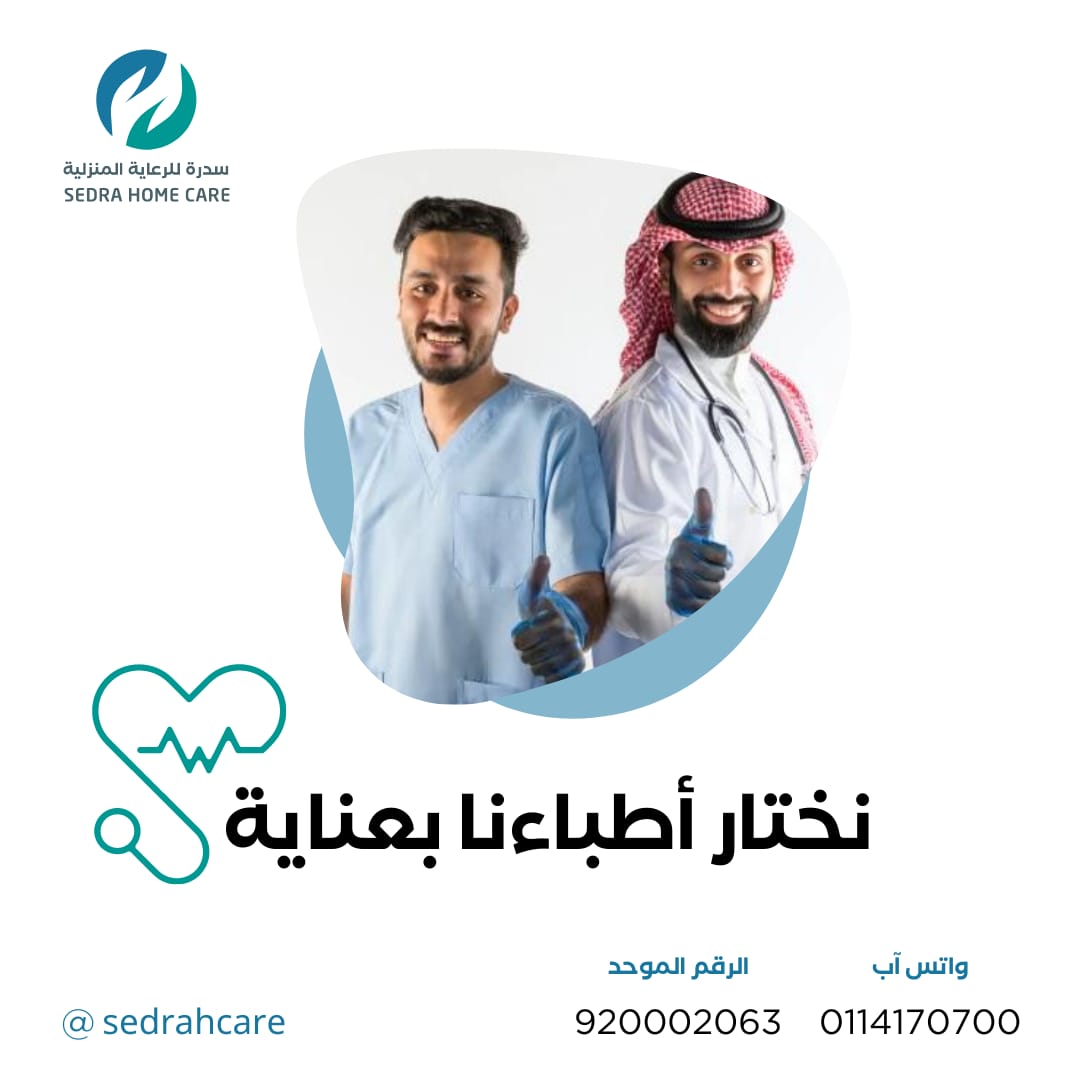 سدرة للرعاية المنزلية
SEDRA HOME CARE
نختار أطباءنا بعناية
واتس آب
0114170700
الرقم الموحد
920002063
@ sedrahcare